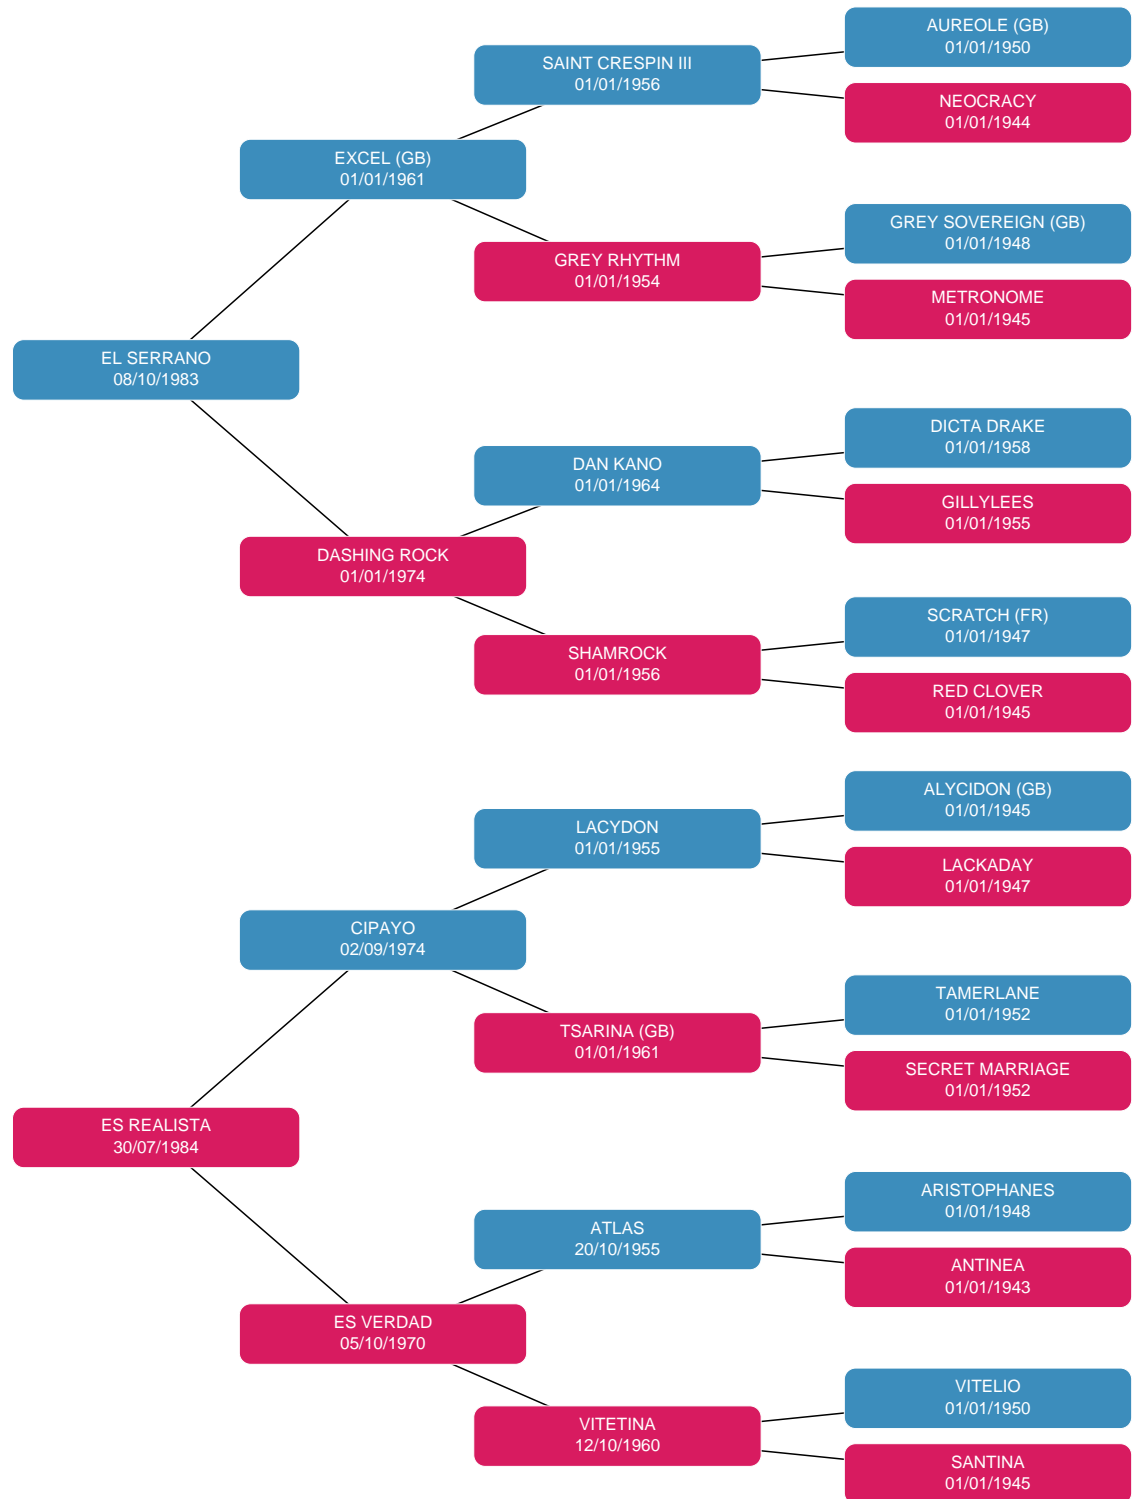 AUREOLE (GB)
01/01/1950
SAINT CRESPIN III
01/01/1956
NEOCRACY
01/01/1944
EXCEL (GB)
01/01/1961
GREY SOVEREIGN (GB)
01/01/1948
GREY RHYTHM
01/01/1954
METRONOME
01/01/1945
EL SERRANO
08/10/1983
DICTA DRAKE
01/01/1958
DAN KANO
01/01/1964
GILLYLEES
01/01/1955
DASHING ROCK
01/01/1974
SCRATCH (FR)
01/01/1947
SHAMROCK
01/01/1956
RED CLOVER
01/01/1945
ALYCIDON (GB)
01/01/1945
LACYDON
01/01/1955
LACKADAY
01/01/1947
CIPAYO
02/09/1974
TAMERLANE
01/01/1952
TSARINA (GB)
01/01/1961
SECRET MARRIAGE
01/01/1952
ES REALISTA
30/07/1984
ARISTOPHANES
01/01/1948
ATLAS
20/10/1955
ANTINEA
01/01/1943
ES VERDAD
05/10/1970
VITELIO
01/01/1950
VITETINA
12/10/1960
SANTINA
01/01/1945